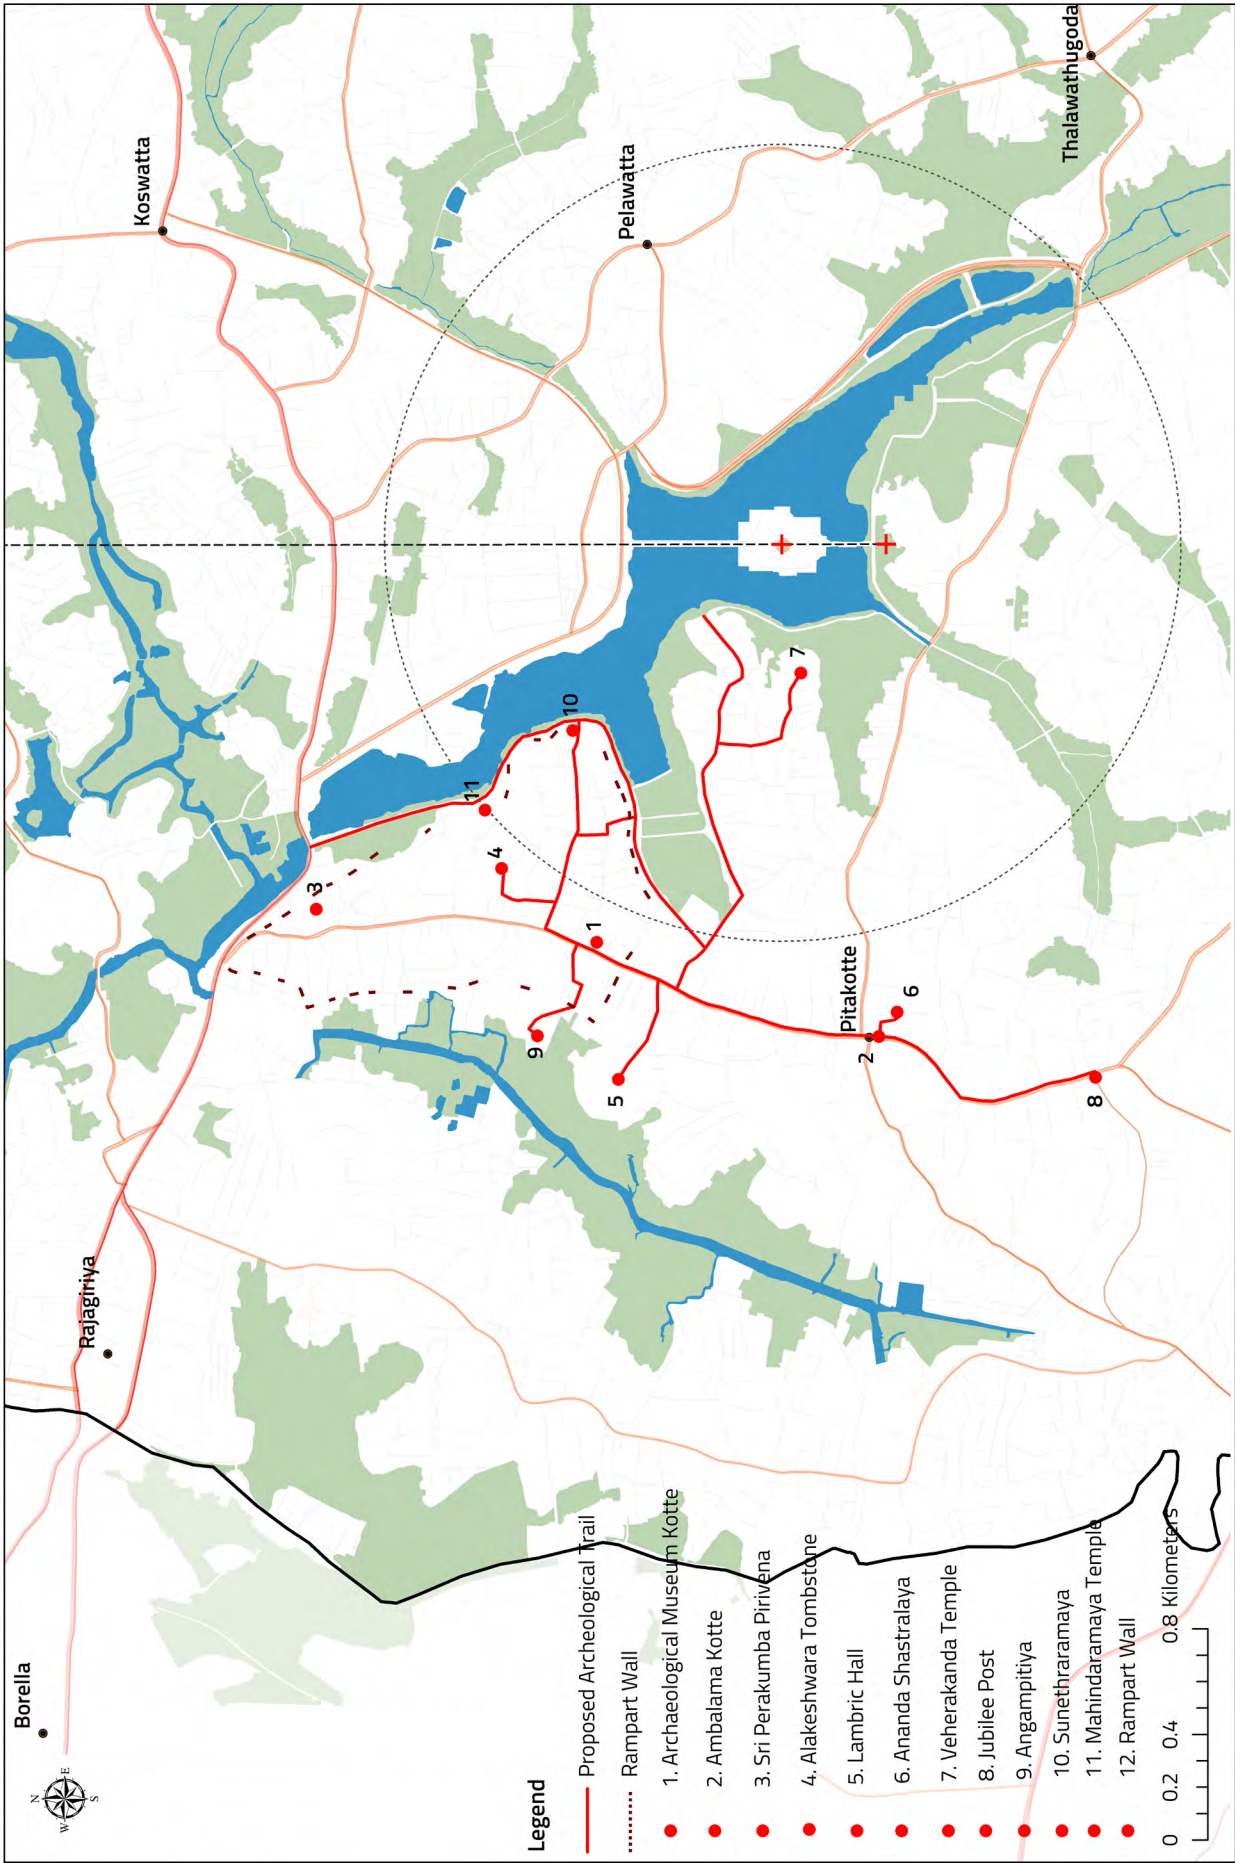 Borella
Rajagiriya
Koswatta
Pelawatta
Thalawathugoda
Pitakotte
3
11
10
4
1
9
5
7
2
6
8
N
W
E
S
Legend
Proposed Archeological Trail
Rampart Wall
1. Archaeological Museum Kotte
2. Ambalama Kotte
3. Sri Perakumba Pirivena
4. Alakeshwara Tombstone
5. Lambric Hall
6. Ananda Shastralaya
7. Veherakanda Temple
8. Jubilee Post
9. Angampitiya
10. Sunethraramaya
11. Mahindaramaya Temple
12. Rampart Wall
0 0.2 0.4 0.8 Kilometers